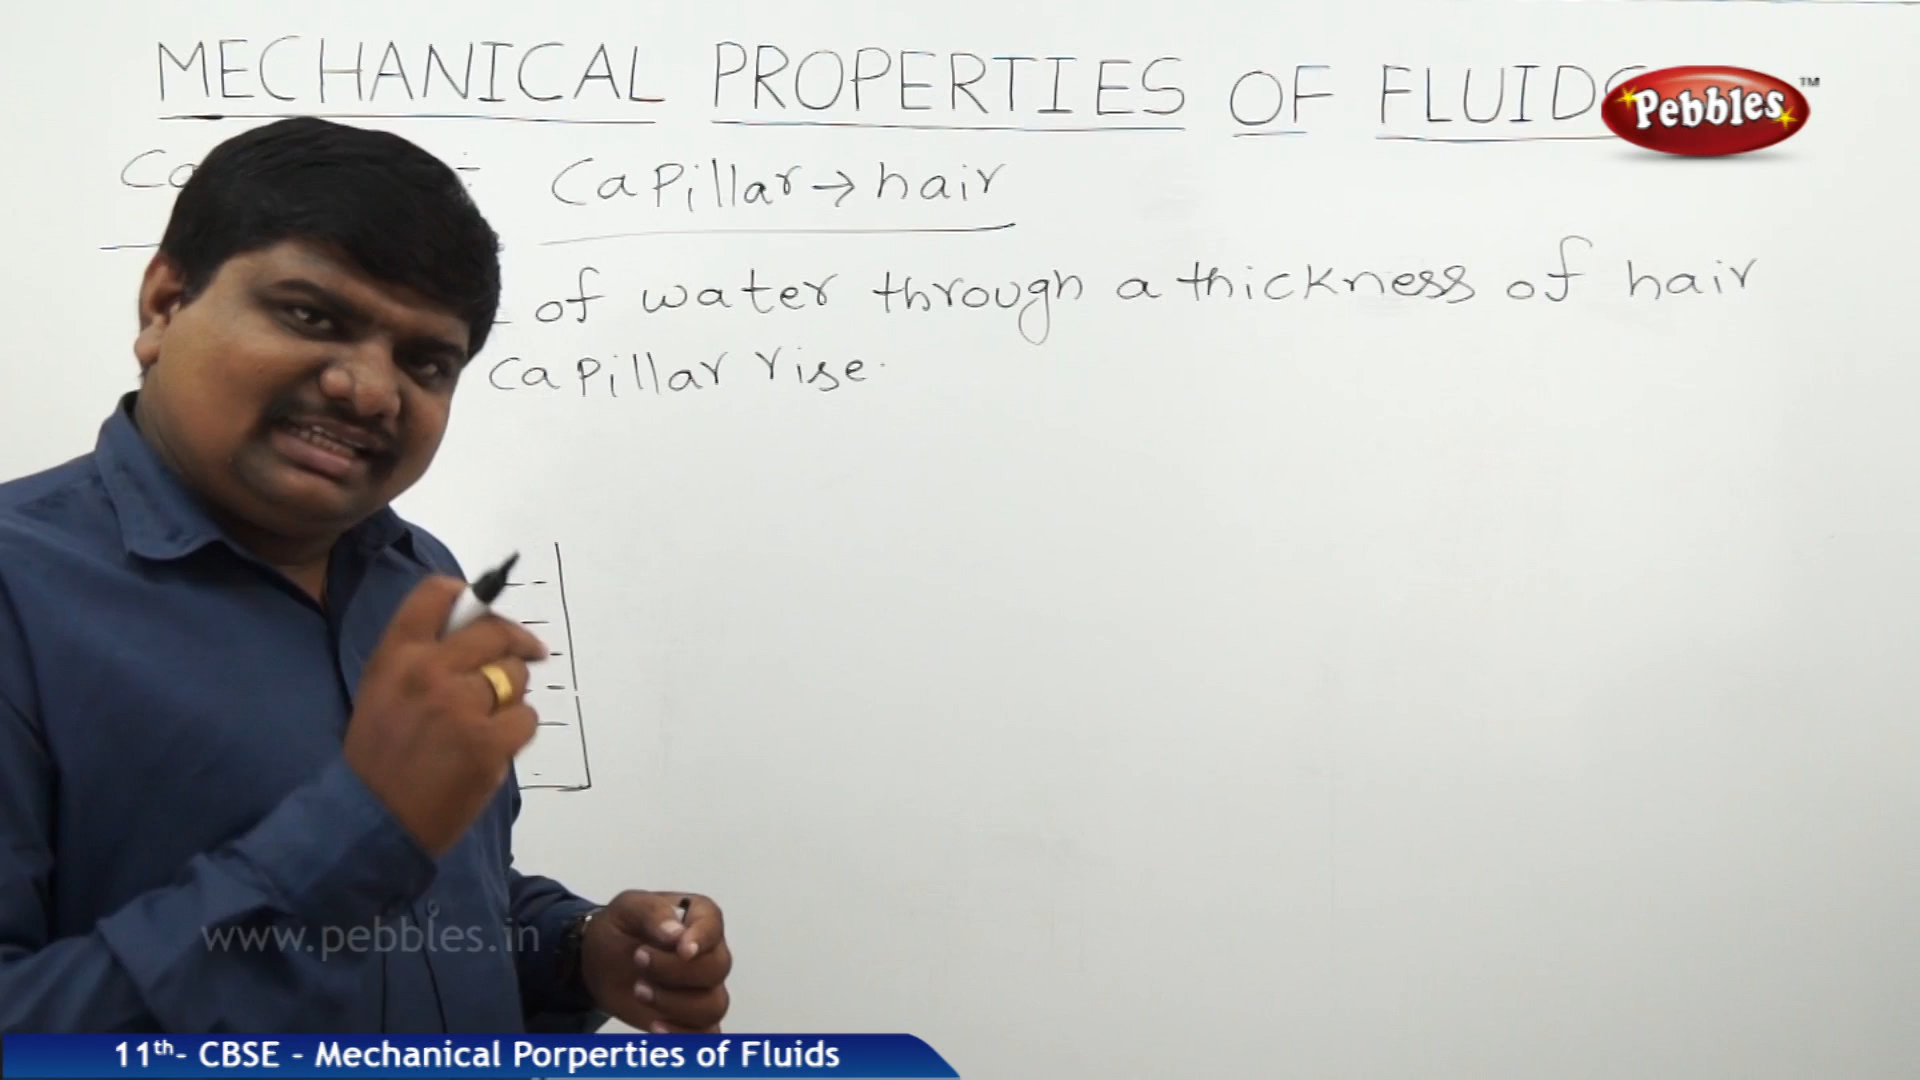 MECHANICAL PROPERTIES OF FLUIDS
Pebbles TM
Capillar → hair
of water through a thickness of hair
Capillar rise.
www.pebbles.in
11th- CBSE - Mechanical Porperties of Fluids